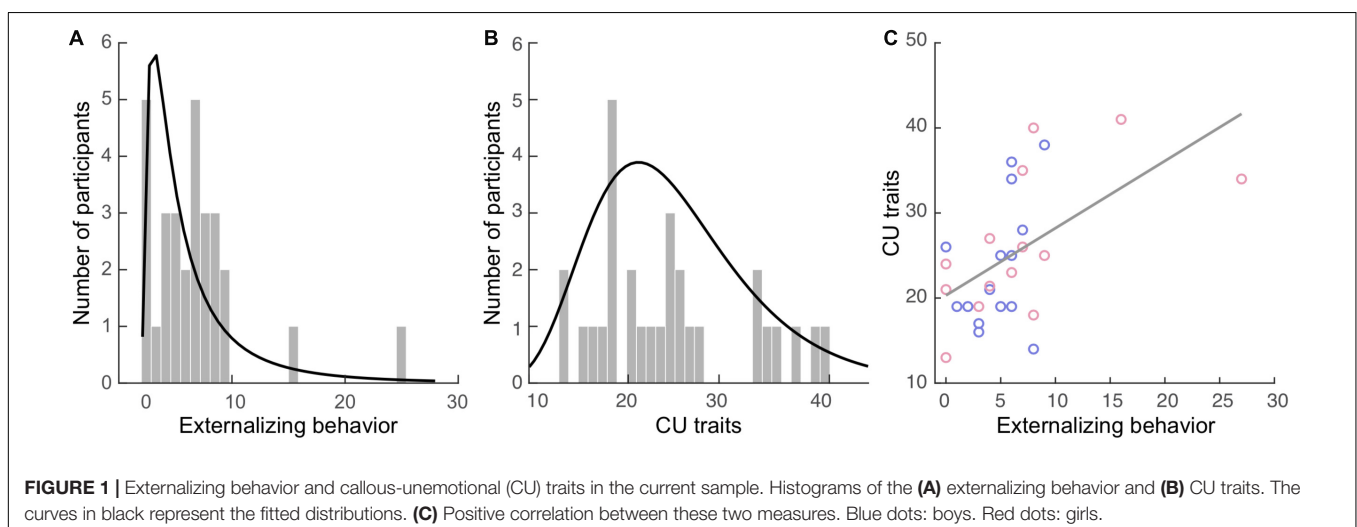 A
B
C
6
5
4
3
2
1
0
Number of participants
0 10 20 30
Externalizing behavior
6
5
4
3
2
1
0
Number of participants
10 20 30 40
CU traits
50
40
30
20
10
CU traits
0 5 10 15 20 25 30
Externalizing behavior
FIGURE 1 | Externalizing behavior and callous-unemotional (CU) traits in the current sample. Histograms of the (A) externalizing behavior and (B) CU traits. The
curves in black represent the fitted distributions. (C) Positive correlation between these two measures. Blue dots: boys. Red dots: girls.